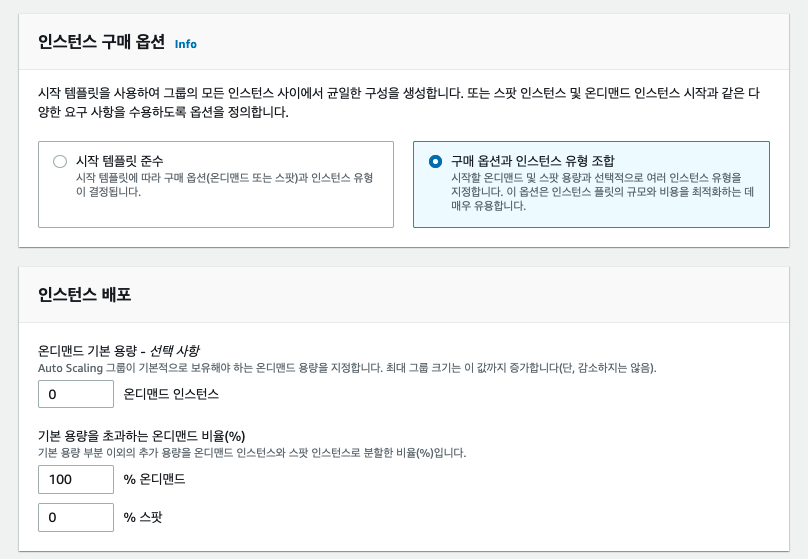 인스턴스 구매 옵션 Info
시작 템플릿을 사용하여 그룹의 모든 인스턴스 사이에서 균일한 구성을 생성합니다. 또는 스팟 인스턴스 및 온디맨드 인스턴스 시작과 같은 다
양한 요구 사항을 수용하도록 옵션을 정의합니다.
시작 템플릿 준수
시작 템플릿에 따라 구매 옵션(온디맨드 또는 스팟)과 인스턴스 유형
이 결정됩니다.
구매 옵션과 인스턴스 유형 조합
시작할 온디맨드 및 스팟 용량과 선택적으로 여러 인스턴스 유형을
지정합니다. 이 옵션은 인스턴스 플릿의 규모와 비용을 최적화하는 데
매우 유용합니다.
인스턴스 배포
온디맨드 기본 용량 - 선택 사항
Auto Scaling 그룹이 기본적으로 보유해야 하는 온디맨드 용량을 지정합니다. 최대 그룹 크기는 이 값까지 증가합니다(단, 감소하지는 않음).
0 온디맨드 인스턴스
기본 용량을 초과하는 온디맨드 비율(%)
기본 용량 부분 이외의 추가 용량을 온디맨드 인스턴스와 스팟 인스턴스로 분할한 비율(%)입니다.
100 % 온디맨드
0 % 스팟